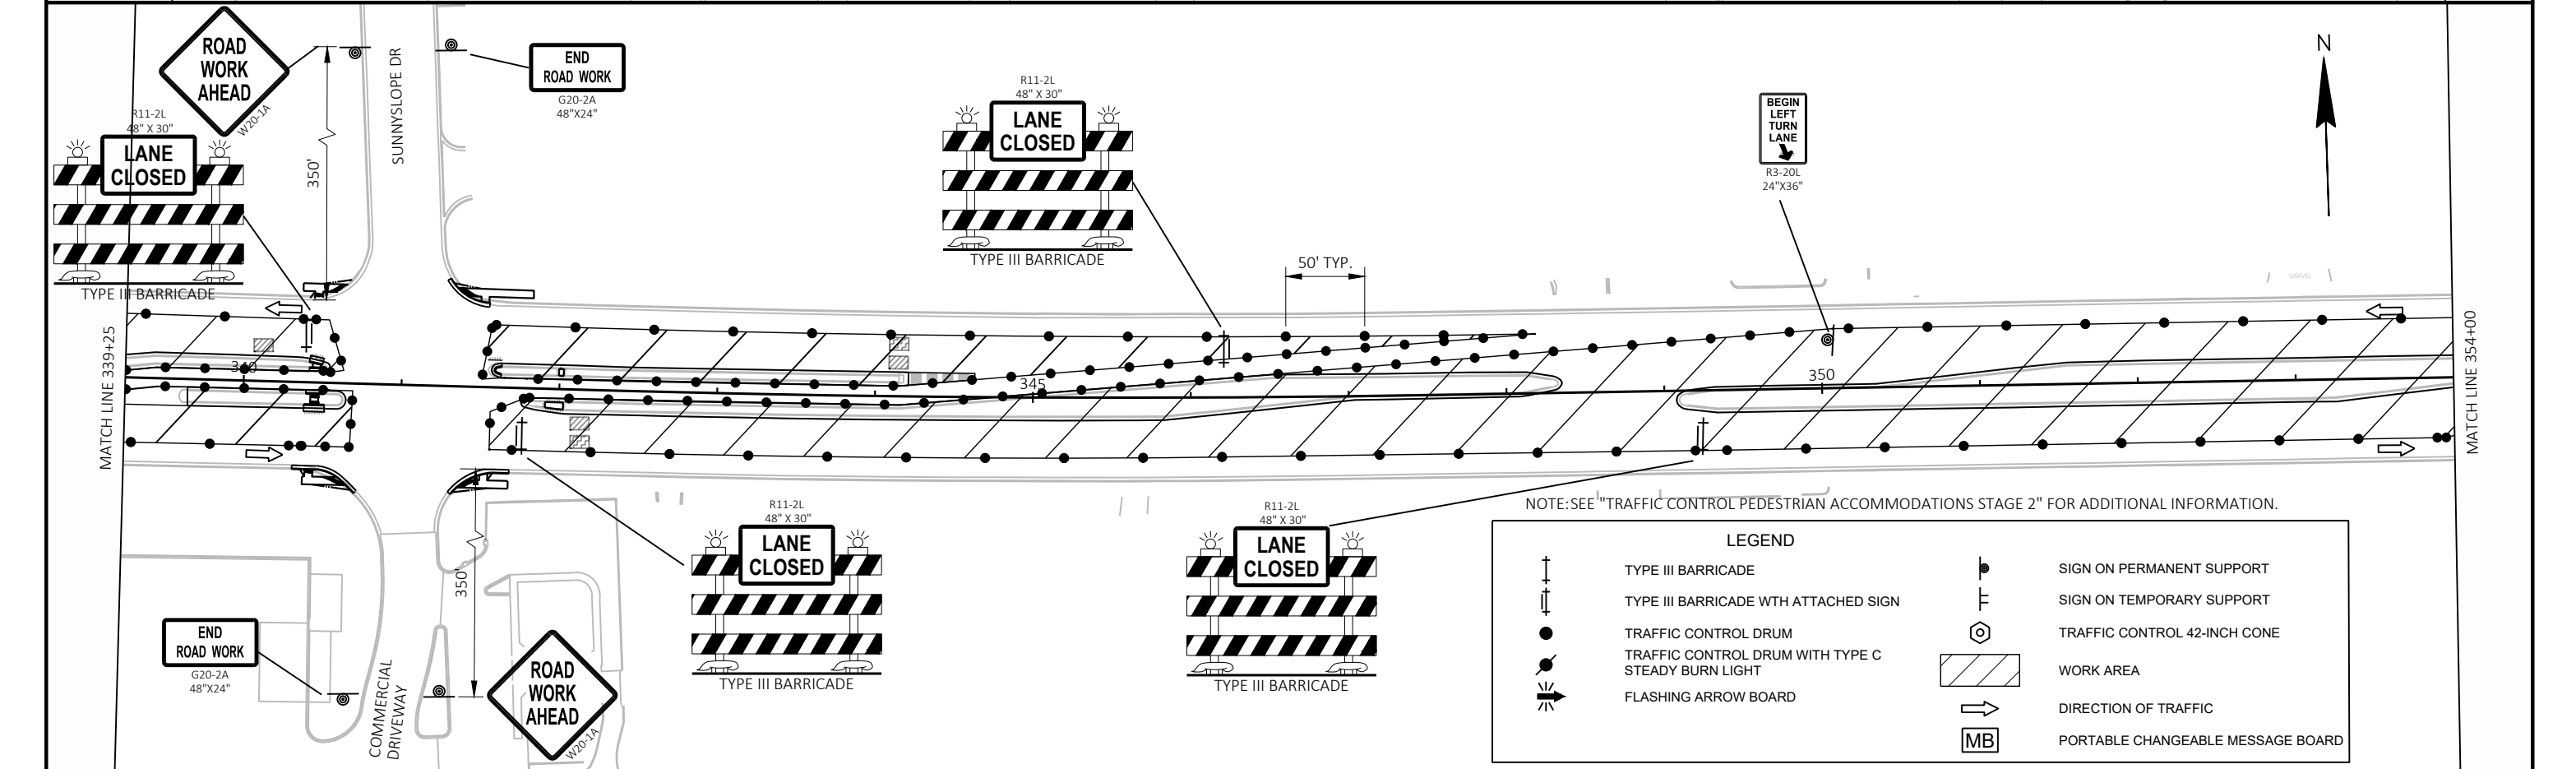 ROAD
WORK
AHEAD
W20-1A
END
ROAD WORK
G20-2A
48"X24"
SUNNYSLOPE DR
350'
R11-2L
48" X 30"
LANE
CLOSED
TYPE III BARRICADE
R11-2L
48" X 30"
LANE
CLOSED
TYPE III BARRICADE
50' TYP.
BEGIN
LEFT
TURN
LANE
R3-20L
24"X36"
N
GRAVEL
MATCH LINE 339+25
340
345
350
MATCH LINE 354+00
350'
END
ROAD WORK
G20-2A
48"X24"
COMMERCIAL
DRIVEWAY
ROAD
WORK
AHEAD
W20-1A
R11-2L
48" X 30"
LANE
CLOSED
TYPE III BARRICADE
R11-2L
48" X 30"
LANE
CLOSED
TYPE III BARRICADE
NOTE:SEE "TRAFFIC CONTROL PEDESTRIAN ACCOMMODATIONS STAGE 2" FOR ADDITIONAL INFORMATION.
LEGEND
TYPE III BARRICADE
TYPE III BARRICADE WTH ATTACHED SIGN
TRAFFIC CONTROL DRUM
TRAFFIC CONTROL DRUM WITH TYPE C
STEADY BURN LIGHT
FLASHING ARROW BOARD
SIGN ON PERMANENT SUPPORT
SIGN ON TEMPORARY SUPPORT
TRAFFIC CONTROL 42-INCH CONE
WORK AREA
DIRECTION OF TRAFFIC
MB
PORTABLE CHANGEABLE MESSAGE BOARD